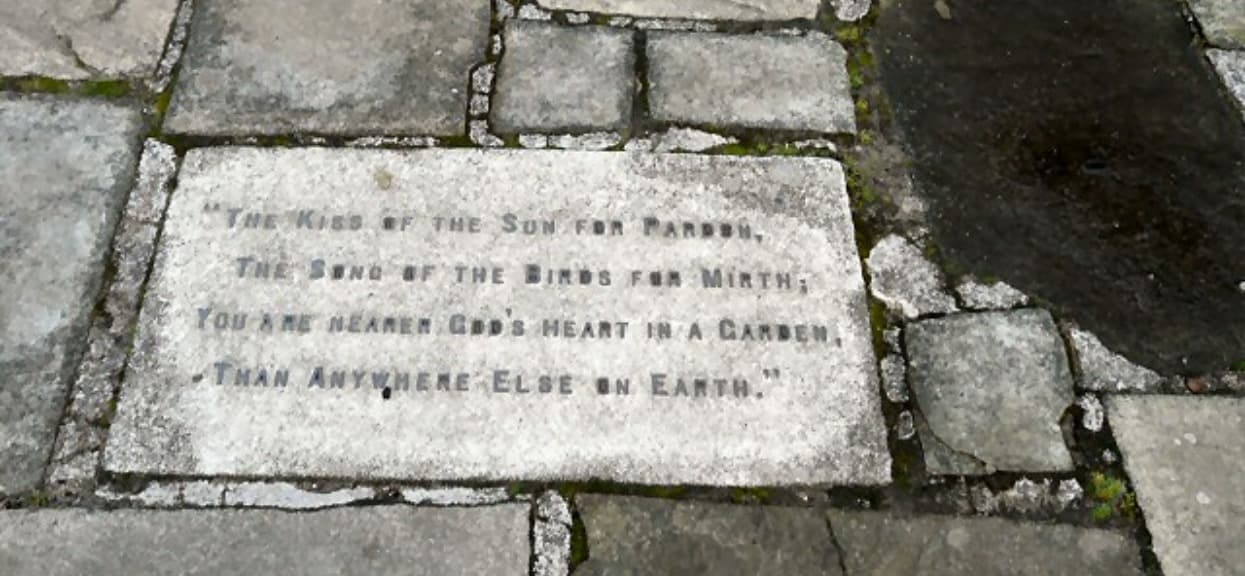 "The Kiss of the Sun for Pardon,
The Song of the Birds for Mirth;
You are nearer God's heart in a Garden,
Than Anywhere Else on Earth."